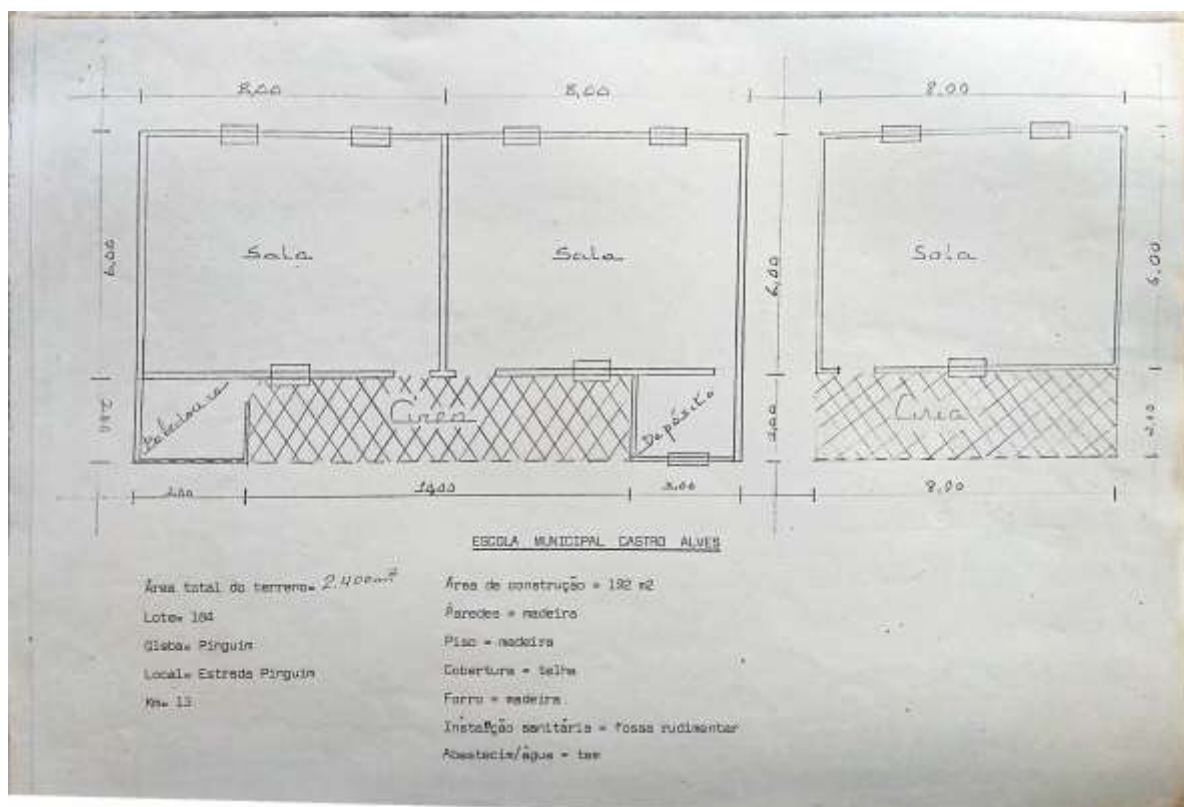 8,00 8,00 8,00
6,00 Sala Sala 6,00 Sala 6,00
2,00 Depósito 2,00 Área 2,00
Área
2,00 2,00 8,00
ESCOLA MUNICIPAL CASTRO ALVES
Área total do terreno= 2.400m²
Lote= 104
Gleba= Pinguim
Local= Estrada Pinguim
Km= 13
Área de construção = 192 m2
Paredes = madeira
Piso = madeira
Cobertura = telha
Forro = madeira
sanitária = fossa rudimentar
Abastecim/água = tem